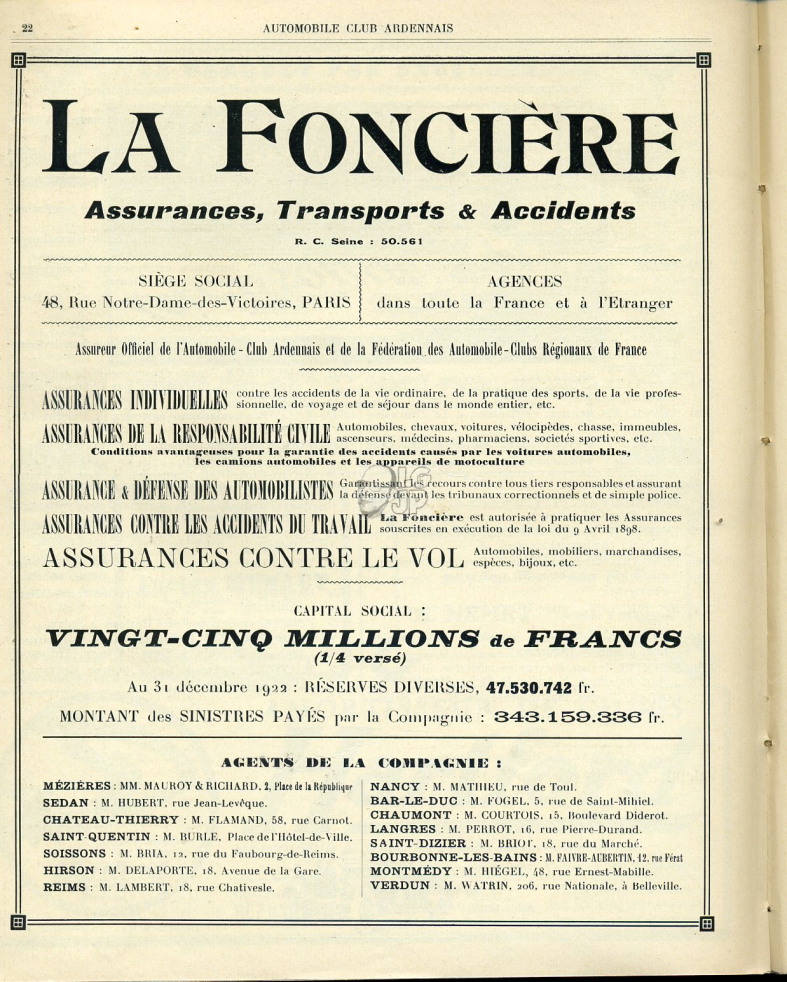 22
AUTOMOBILE CLUB ARDENNAIS
LA FONCIÈRE
Assurances, Transports & Accidents
R. C. Seine : 50.561
SIÈGE SOCIAL
48, Rue Notre-Dame-des-Victoires, PARIS
AGENCES
dans toute la France et à l'Etranger
Assureur Officiel de l'Automobile-Club Ardennais et de la Fédération des Automobile-Clubs Régionaux de France
ASSURANCES INDIVIDUELLES contre les accidents de la vie ordinaire, de la pratique des sports, de la vie profes-
sionnelle, de voyage et de séjour dans le monde entier, etc.
ASSURANCES DE LA RESPONSABILITÉ CIVILE Automobiles, chevaux, voitures, vélocipèdes, chasse, immeubles,
ascenseurs, médecins, pharmaciens, societés sportives, etc.
Conditions avantageuses pour la garantie des accidents causés par les voitures automobiles,
les camions automobiles et les appareils de motoculture
ASSURANCE & DÉFENSE DES AUTOMOBILISTES Garantissant les recours contre tous tiers responsables et assurant
la défense devant les tribunaux correctionnels et de simple police.
ASSURANCES CONTRE LES ACCIDENTS DU TRAVAIL La Foncière est autorisée à pratiquer les Assurances
souscrites en exécution de la loi du 9 Avril 1898.
ASSURANCES CONTRE LE VOL Automobiles, mobiliers, marchandises,
espèces, bijoux, etc.
CAPITAL SOCIAL :
VINGT-CINQ MILLIONS de FRANCS
(1/4 versé)
Au 31 décembre 1922 : RÉSERVES DIVERSES, 47.530.742 fr.
MONTANT des SINISTRES PAYÉS par la Compagnie : 343.159.336 fr.
AGENTS DE LA COMPAGNIE :
MÉZIÈRES : MM. MAUROY & RICHARD, 2, Place de la République
SEDAN : M. HUBERT, rue Jean-Levêque.
CHATEAU-THIERRY : M. FLAMAND, 58, rue Carnot.
SAINT-QUENTIN : M. BURLE, Place de l'Hôtel-de-Ville.
SOISSONS : M. BRIA, 12, rue du Faubourg-de-Reims.
HIRSON : M. DELAPORTE, 18, Avenue de la Gare.
REIMS : M. LAMBERT, 18, rue Chativesle.
NANCY : M. MATHIEU, rue de Toul.
BAR-LE-DUC : M. FOGEL, 5, rue de Saint-Mihiel.
CHAUMONT : M. COURTOIS, 15, Boulevard Diderot.
LANGRES : M. PERROT, 16, rue Pierre-Durand.
SAINT-DIZIER : M. BRIOT, 18, rue du Marché.
BOURBONNE-LES-BAINS : M. FAIVRE-AUBERTIN, 12, rue Férat
MONTMÉDY : M. HIÉGEL, 48, rue Ernest-Mabille.
VERDUN : M. WATRIN, 206, rue Nationale, à Belleville.